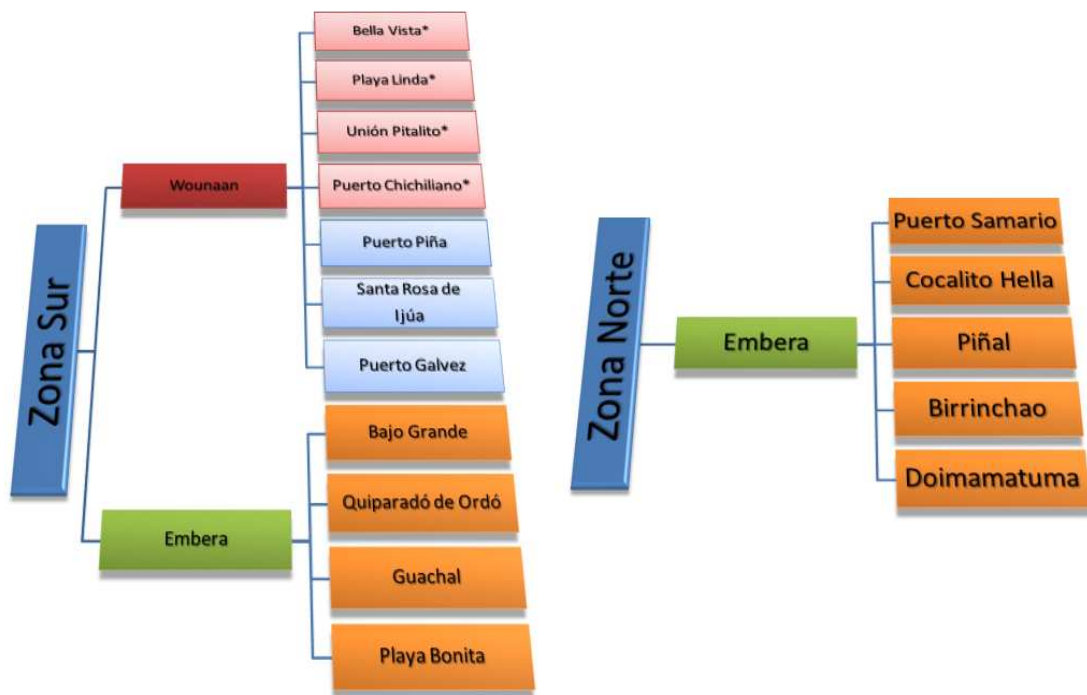 Zona Sur
Wounaan
Bella Vista*
Playa Linda*
Unión Pitalito*
Puerto Chichiliano*
Puerto Piña
Santa Rosa de
Ijúa
Puerto Galvez
Embera
Bajo Grande
Quiparadó de Ordó
Guachal
Playa Bonita
Zona Norte
Embera
Puerto Samario
Cocalito Hella
Piñal
Birrinchao
Doimamatuma